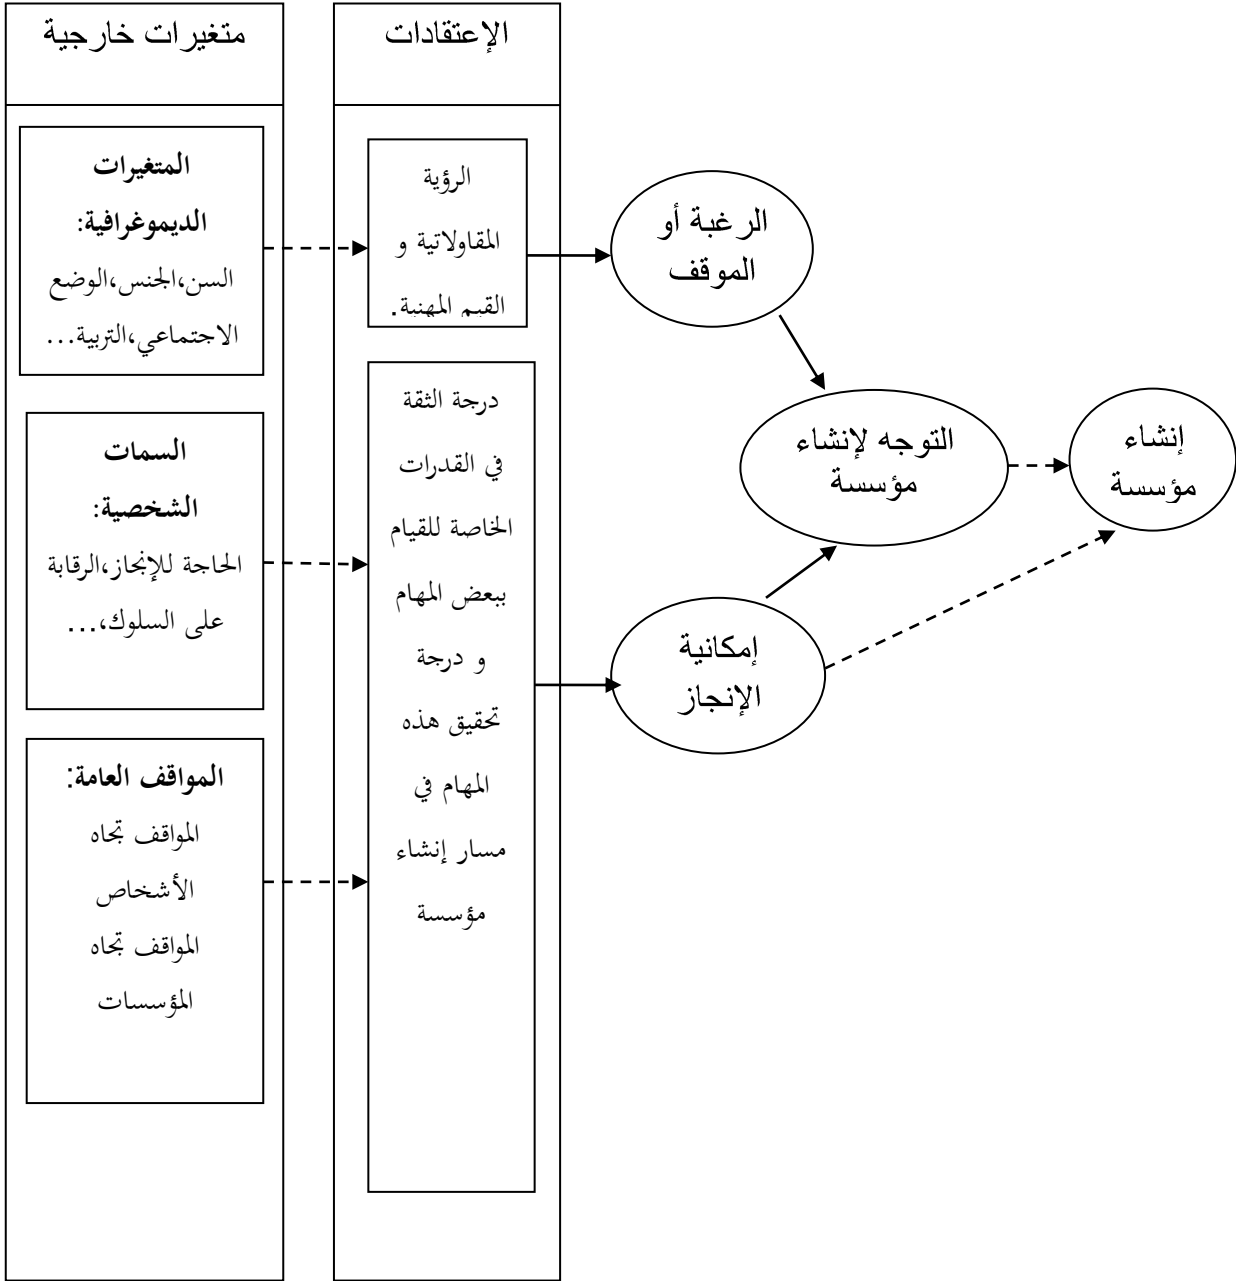 متغيرات خارجية
المتغيرات
الديموغرافية:
السن،الجنس،الوضع
الاجتماعي،التربية...
السمات
الشخصية:
الحاجة للإنجاز،الرقابة
على السلوك،...
المواقف العامة:
المواقف تجاه
الأشخاص
المواقف تجاه
المؤسسات
الإعتقادات
الرؤية
المقاولاتية و
القيم المهنية.
درجة الثقة
في القدرات
الخاصة للقيام
ببعض المهام
و درجة
تحقيق هذه
المهام في
مسار إنشاء
مؤسسة
الرغبة أو
الموقف
إمكانية
الإنجاز
التوجه لإنشاء
مؤسسة
إنشاء
مؤسسة